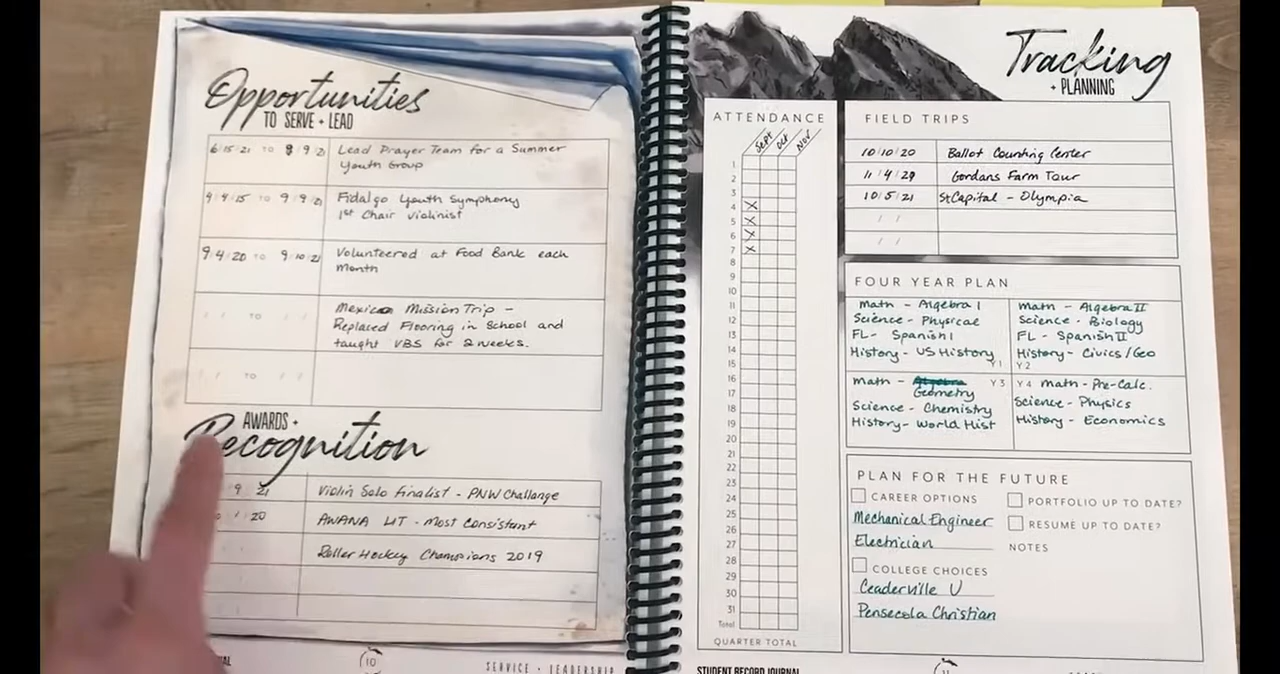 Opportunities
TO SERVE + LEAD
6/15/21 TO 8/9/21 Lead Prayer Team for a Summer
Youth Group
9/4/15 TO 9/9/21 Fidalgo Youth Symphony
1st Chair Violinist
9/4/20 TO 9/10/21 Volunteered at Food Bank each
month
/ / TO / / Mexico Mission Trip -
Replaced Flooring in School and
taught VBS for 2 weeks.
/ / TO / /
AWARDS +
Recognition
9 21 Violin Solo Finalist - PNW Challange
1/20 AWANA LIT - Most Consistant
Roller Hockey Champions 2019
10
SERVICE + LEADERSHIP
Tracking
+ PLANNING
ATTENDANCE
Sept Oct Nov
1
2
3
4 X
5 X
6 X
7 X
8
9
10
11
12
13
14
15
16
17
18
19
20
21
22
23
24
25
26
27
28
29
30
31
Total
QUARTER TOTAL
FIELD TRIPS
10/10/20 Ballot Counting Center
11/4/20 Gordans Farm Tour
10/5/21 St Capital - Olympia
/ /
/ /
FOUR YEAR PLAN
Math - Algebra I
Science - Physical
FL - Spanish I
History - US History
Y1
Math - Algebra II
Science - Biology
FL - Spanish II
History - Civics/Geo
Y2
Math - Y3
Geometry
Science - Chemistry
History - World Hist
Y4 Math - Pre-Calc.
Science - Physics
History - Economics
PLAN FOR THE FUTURE
CAREER OPTIONS
Mechanical Engineer
Electrician
COLLEGE CHOICES
Ceaderville U
Pensecola Christian
PORTFOLIO UP TO DATE?
RESUME UP TO DATE?
NOTES
STUDENT RECORD JOURNAL